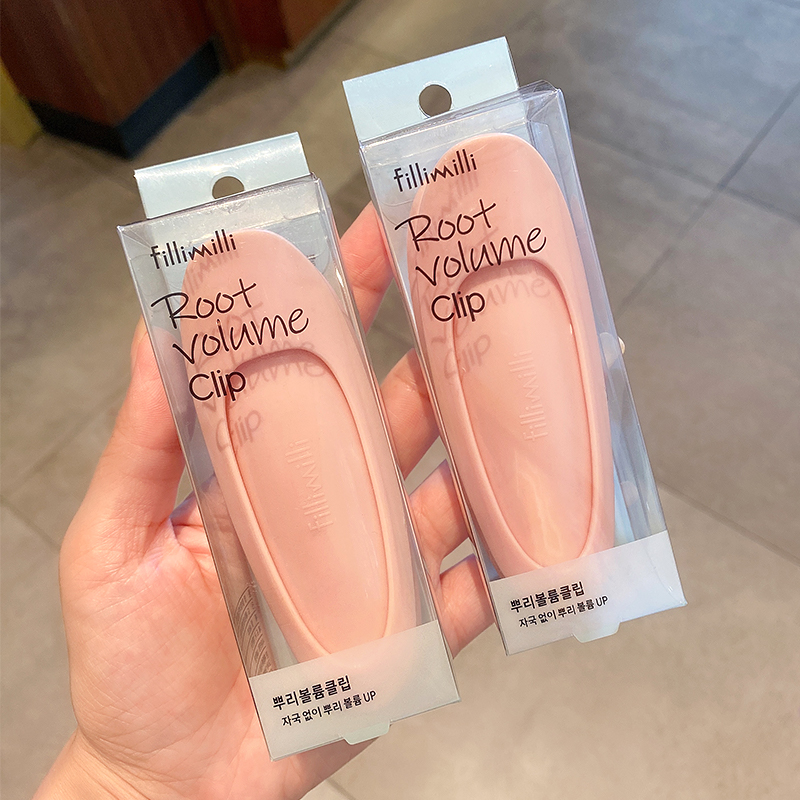 fillimilli
Root
volume
Clip
fillimilli
뿌리볼륨클립
자국 없이 뿌리 볼륨 UP
fillimilli
Root
volume
Clip
fillimilli
뿌리볼륨클립
자국 없이 뿌리 볼륨 UP